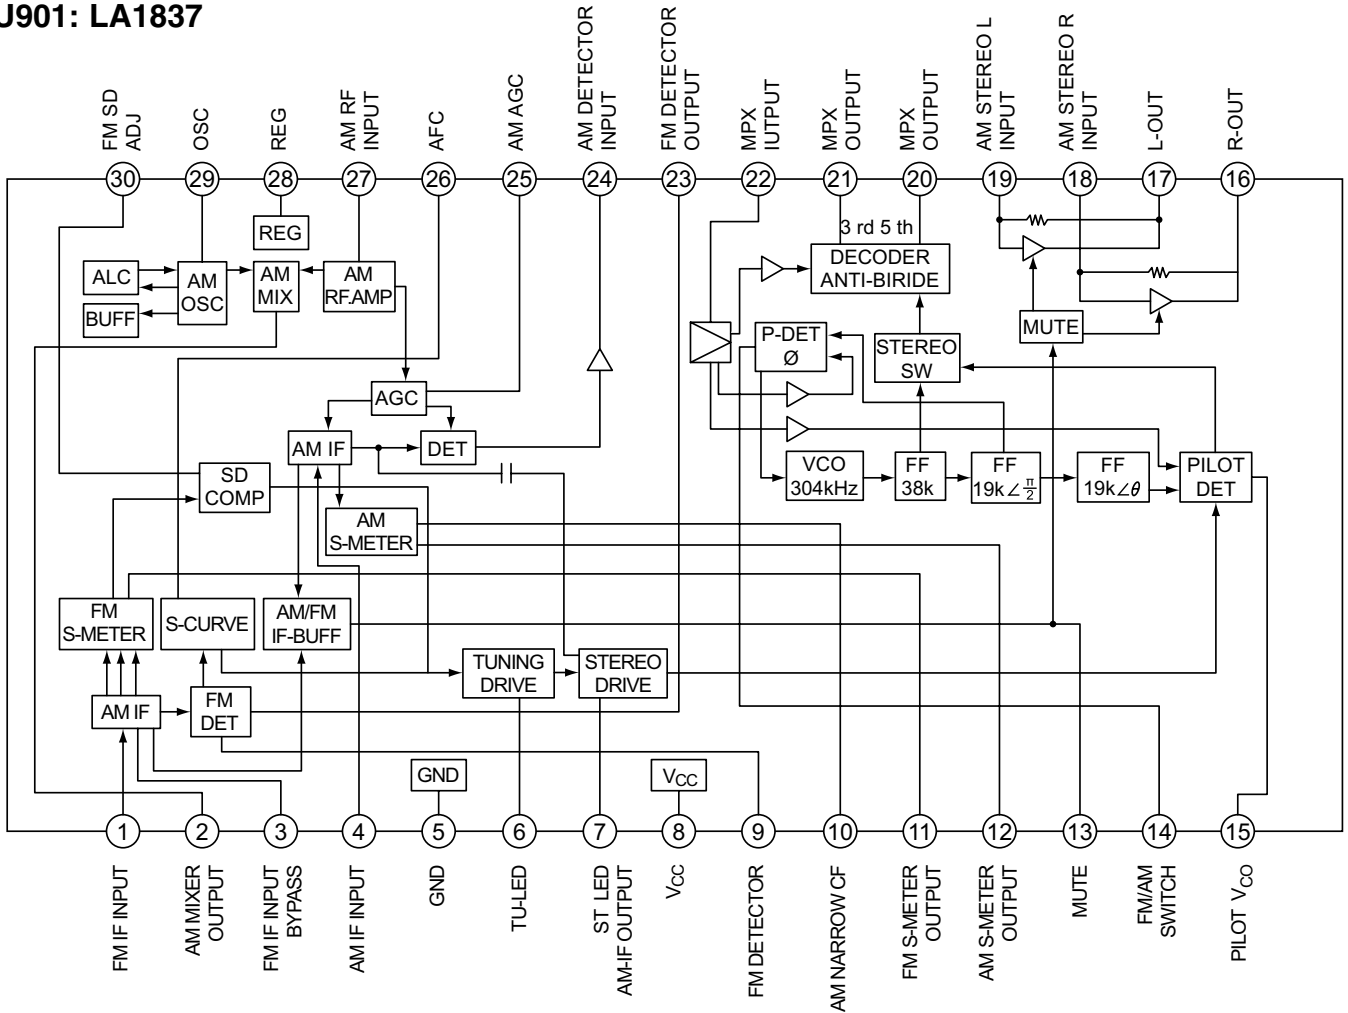 U901: LA1837
FM SD
ADJ
OSC
REG
AM RF
INPUT
AFC
AM AGC
AM DETECTOR
INPUT
FM DETECTOR
OUTPUT
MPX
IUTPUT
MPX
OUTPUT
MPX
OUTPUT
AM STEREO L
INPUT
AM STEREO R
INPUT
L-OUT
R-OUT
30
29
28
27
26
25
24
23
22
21
20
19
18
17
16
REG
3 rd 5 th
ALC
AM
OSC
AM
MIX
AM
RF.AMP
BUFF
DECODER
ANTI-BIRIDE
P-DET
Ø
STEREO
SW
MUTE
AGC
AM IF
DET
SD
COMP
VCO
304kHz
FF
38k
FF
19k∠π/2
FF
19k∠θ
PILOT
DET
AM
S-METER
FM
S-METER
S-CURVE
AM/FM
IF-BUFF
TUNING
DRIVE
STEREO
DRIVE
AM IF
FM
DET
GND
VCC
1
2
3
4
5
6
7
8
9
10
11
12
13
14
15
FM IF INPUT
AM MIXER
OUTPUT
FM IF INPUT
BYPASS
AM IF INPUT
GND
TU-LED
ST LED
AM-IF OUTPUT
VCC
FM DETECTOR
AM NARROW CF
FM S-METER
OUTPUT
AM S-METER
OUTPUT
MUTE
FM/AM
SWITCH
PILOT VCO